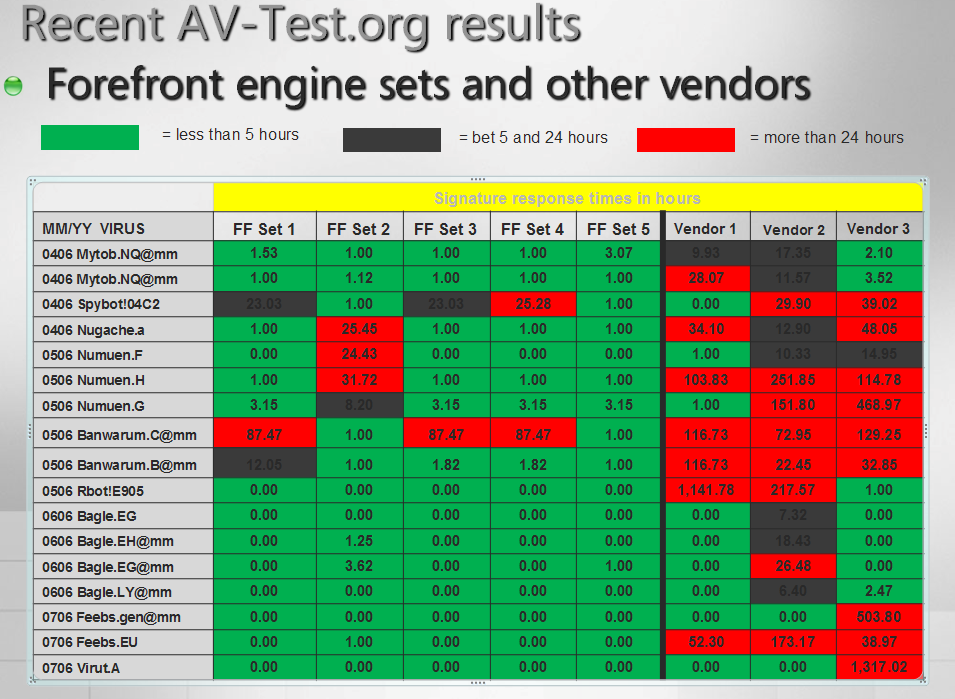 Recent AV-Test.org results
Forefront engine sets and other vendors
= less than 5 hours = bet 5 and 24 hours = more than 24 hours
Signature response times in hours
MM/YY VIRUS FF Set 1 FF Set 2 FF Set 3 FF Set 4 FF Set 5 Vendor 1 Vendor 2 Vendor 3
0406 Mytob.NQ@mm 1.53 1.00 1.00 1.00 3.07 9.93 17.35 2.10
0406 Mytob.NQ@mm 1.00 1.12 1.00 1.00 1.00 28.07 11.57 3.52
0406 Spybot!04C2 23.03 1.00 23.03 25.28 1.00 0.00 29.90 39.02
0406 Nugache.a 1.00 25.45 1.00 1.00 1.00 34.10 12.90 48.05
0506 Numuen.F 0.00 24.43 0.00 0.00 0.00 1.00 10.33 14.95
0506 Numuen.H 1.00 31.72 1.00 1.00 1.00 103.83 251.85 114.78
0506 Numuen.G 3.15 8.20 3.15 3.15 3.15 1.00 151.80 468.97
0506 Banwarum.C@mm 87.47 1.00 87.47 87.47 1.00 116.73 72.95 129.25
0506 Banwarum.B@mm 12.05 1.00 1.82 1.82 1.00 116.73 22.45 32.85
0506 Rbot!E905 0.00 0.00 0.00 0.00 0.00 1,141.78 217.57 1.00
0606 Bagle.EG 0.00 0.00 0.00 0.00 0.00 0.00 7.32 0.00
0606 Bagle.EH@mm 0.00 1.25 0.00 0.00 0.00 0.00 18.43 0.00
0606 Bagle.EG@mm 0.00 3.62 0.00 0.00 1.00 0.00 26.48 0.00
0606 Bagle.LY@mm 0.00 0.00 0.00 0.00 0.00 0.00 6.40 2.47
0706 Feebs.gen@mm 0.00 0.00 0.00 0.00 0.00 0.00 0.00 503.80
0706 Feebs.EU 0.00 1.00 0.00 0.00 0.00 52.30 173.17 38.97
0706 Virut.A 0.00 0.00 0.00 0.00 0.00 0.00 0.00 1,317.02